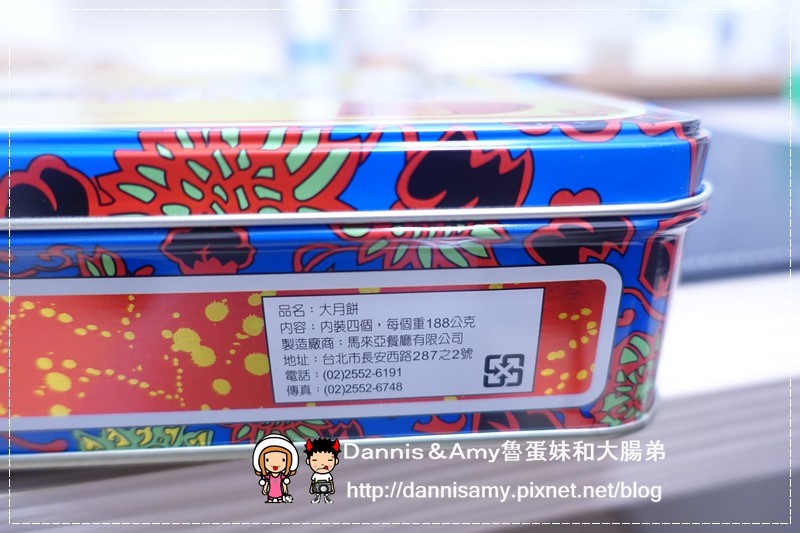 品名：大月餅
內容：內裝四個，每個重188公克
製造廠商：馬來亞餐廳有限公司
地址：台北市長安西路287之2號
電話：(02)2552-6191
傳真：(02)2552-6748
Dannis＆Amy魯蛋妹和大腸弟
http://dannisamy.pixnet.net/blog